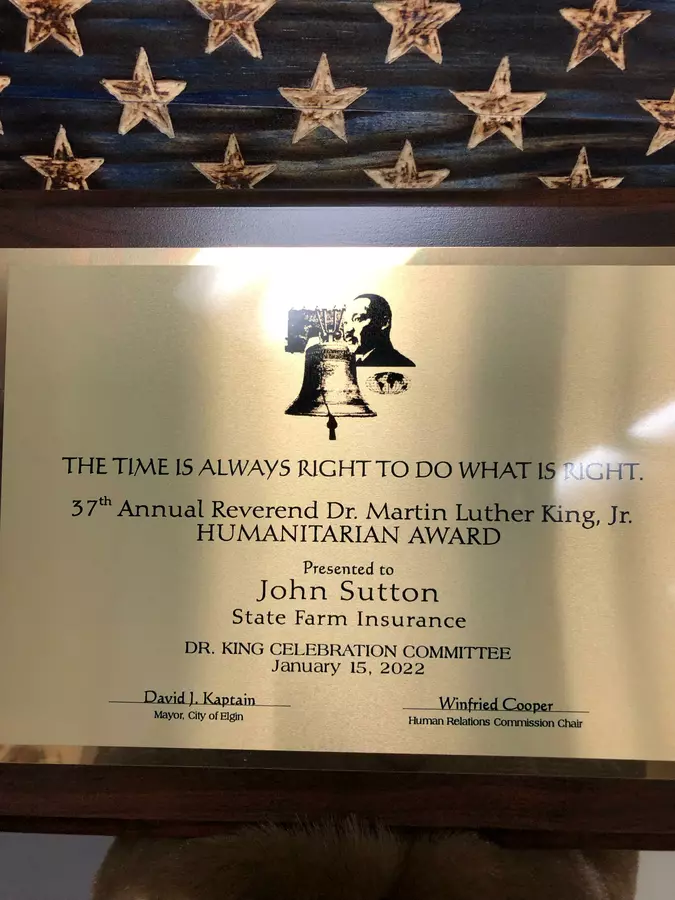 THE TIME IS ALWAYS RIGHT TO DO WHAT IS RIGHT.
37th Annual Reverend Dr. Martin Luther King, Jr.
HUMANITARIAN AWARD
Presented to
John Sutton
State Farm Insurance
DR. KING CELEBRATION COMMITTEE
January 15, 2022
David J. Kaptain
Mayor, City of Elgin
Winfried Cooper
Human Relations Commission Chair